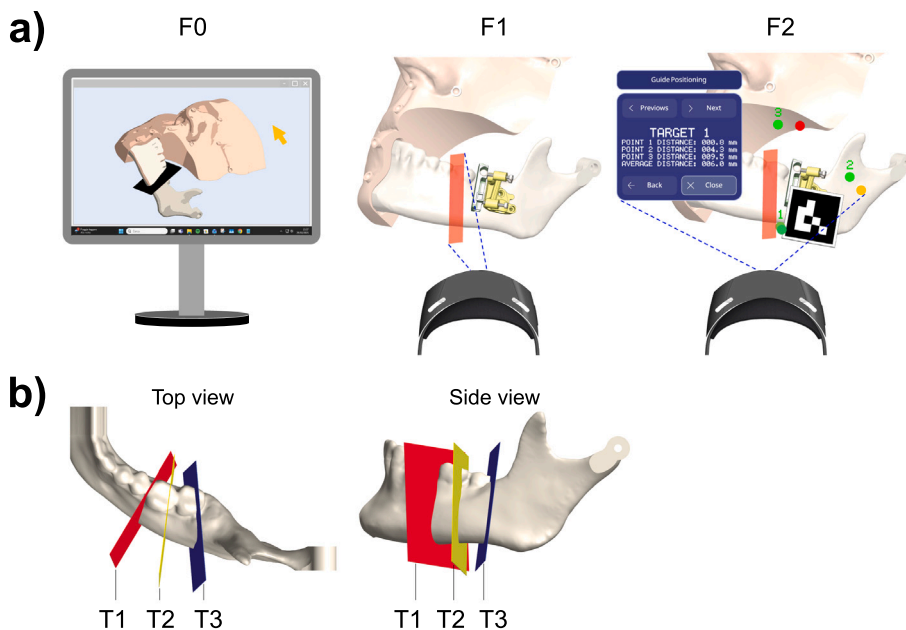 a)
F0
F1
F2
Guide Positioning
< Previows
> Next
TARGET 1
POINT 1 DISTANCE: 000.8 mm
POINT 2 DISTANCE: 004.3 mm
POINT 3 DISTANCE: 009.5 mm
AVERAGE DISTANCE: 006.0 mm
← Back
× Close
3
2
1
b)
Top view
Side view
T1
T2
T3
T1
T2
T3